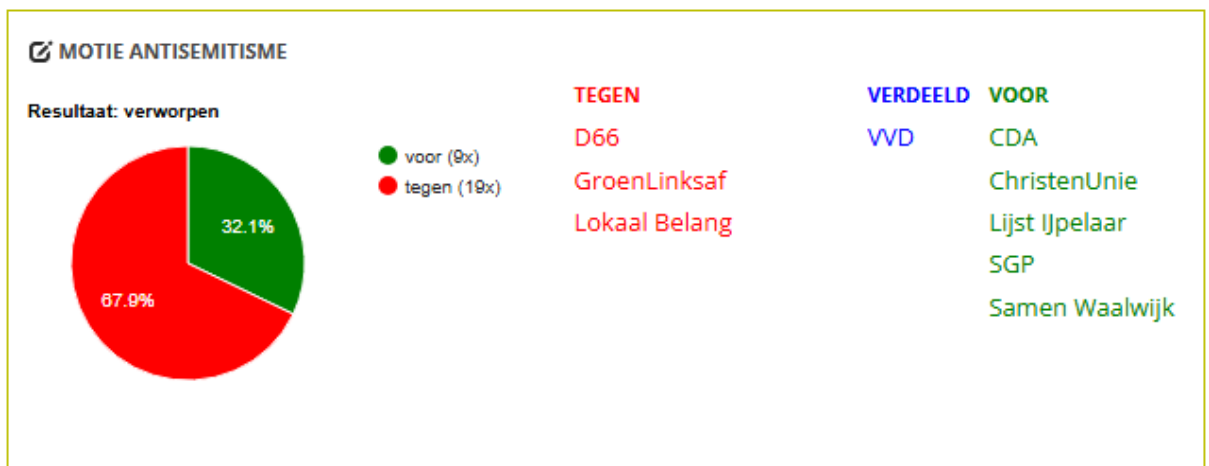 MOTIE ANTISEMITISME
Resultaat: verworpen
voor (9x)
tegen (19x)
32.1%
67.9%
TEGEN
D66
GroenLinksaf
Lokaal Belang
VERDEELD
VVD
VOOR
CDA
ChristenUnie
Lijst IJpelaar
SGP
Samen Waalwijk